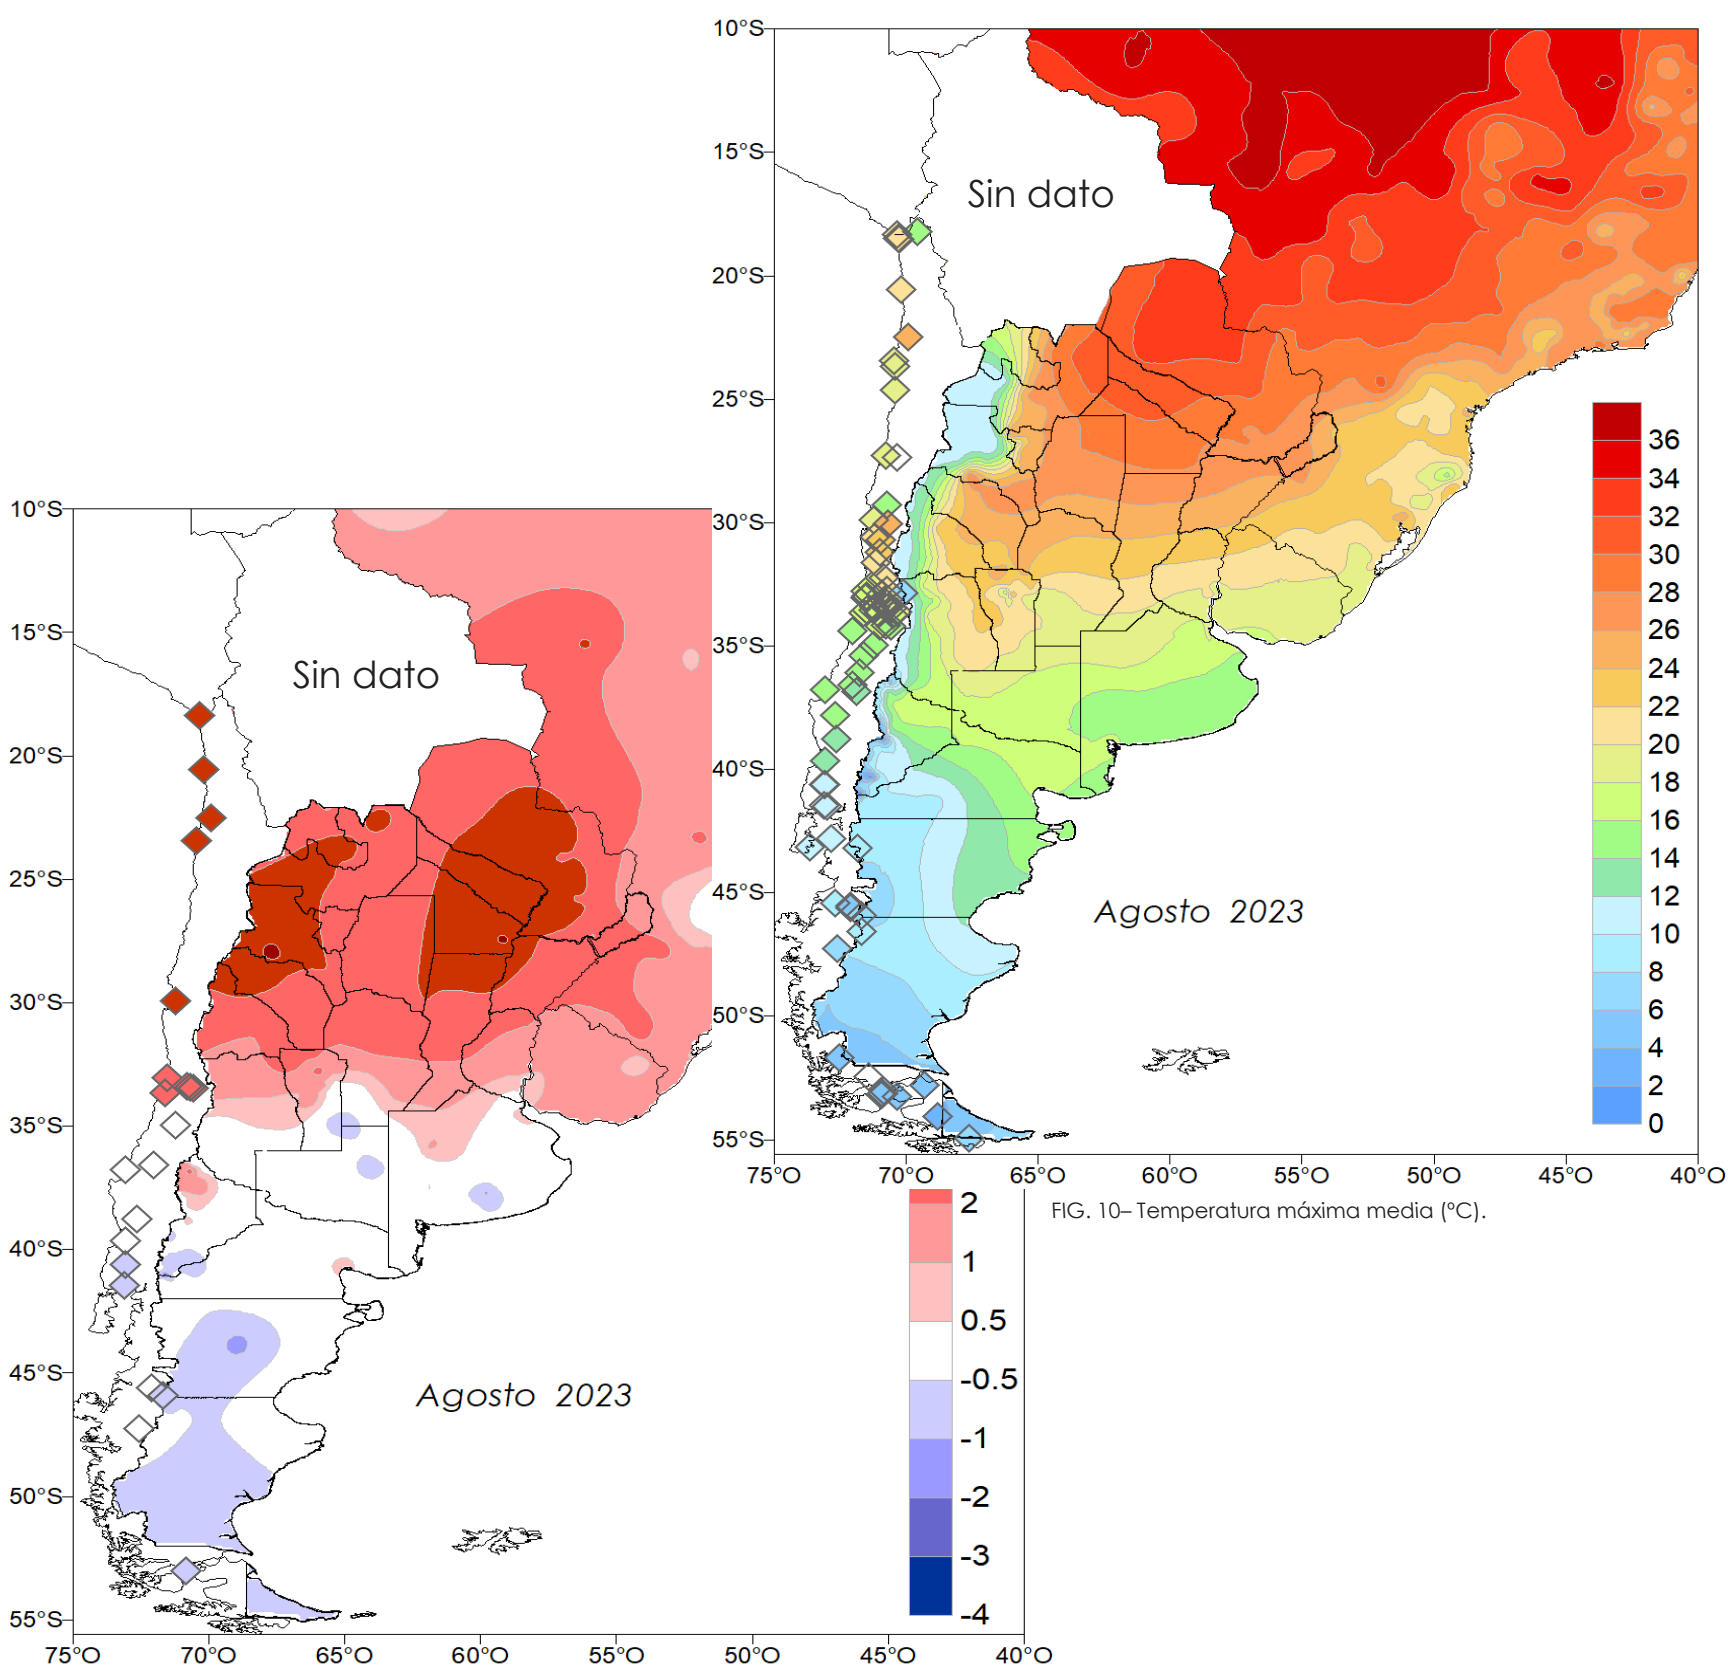 10°S
15°S
20°S
25°S
30°S
35°S
40°S
45°S
50°S
55°S
75°O 70°O 65°O 60°O 55°O 50°O 45°O 40°O
Sin dato
Agosto 2023
36
34
32
30
28
26
24
22
20
18
16
14
12
10
8
6
4
2
0
FIG. 10– Temperatura máxima media (°C).
10°S
15°S
20°S
25°S
30°S
35°S
40°S
45°S
50°S
55°S
75°O 70°O 65°O 60°O 55°O 50°O 45°O 40°O
Sin dato
Agosto 2023
2
1
0.5
-0.5
-1
-2
-3
-4